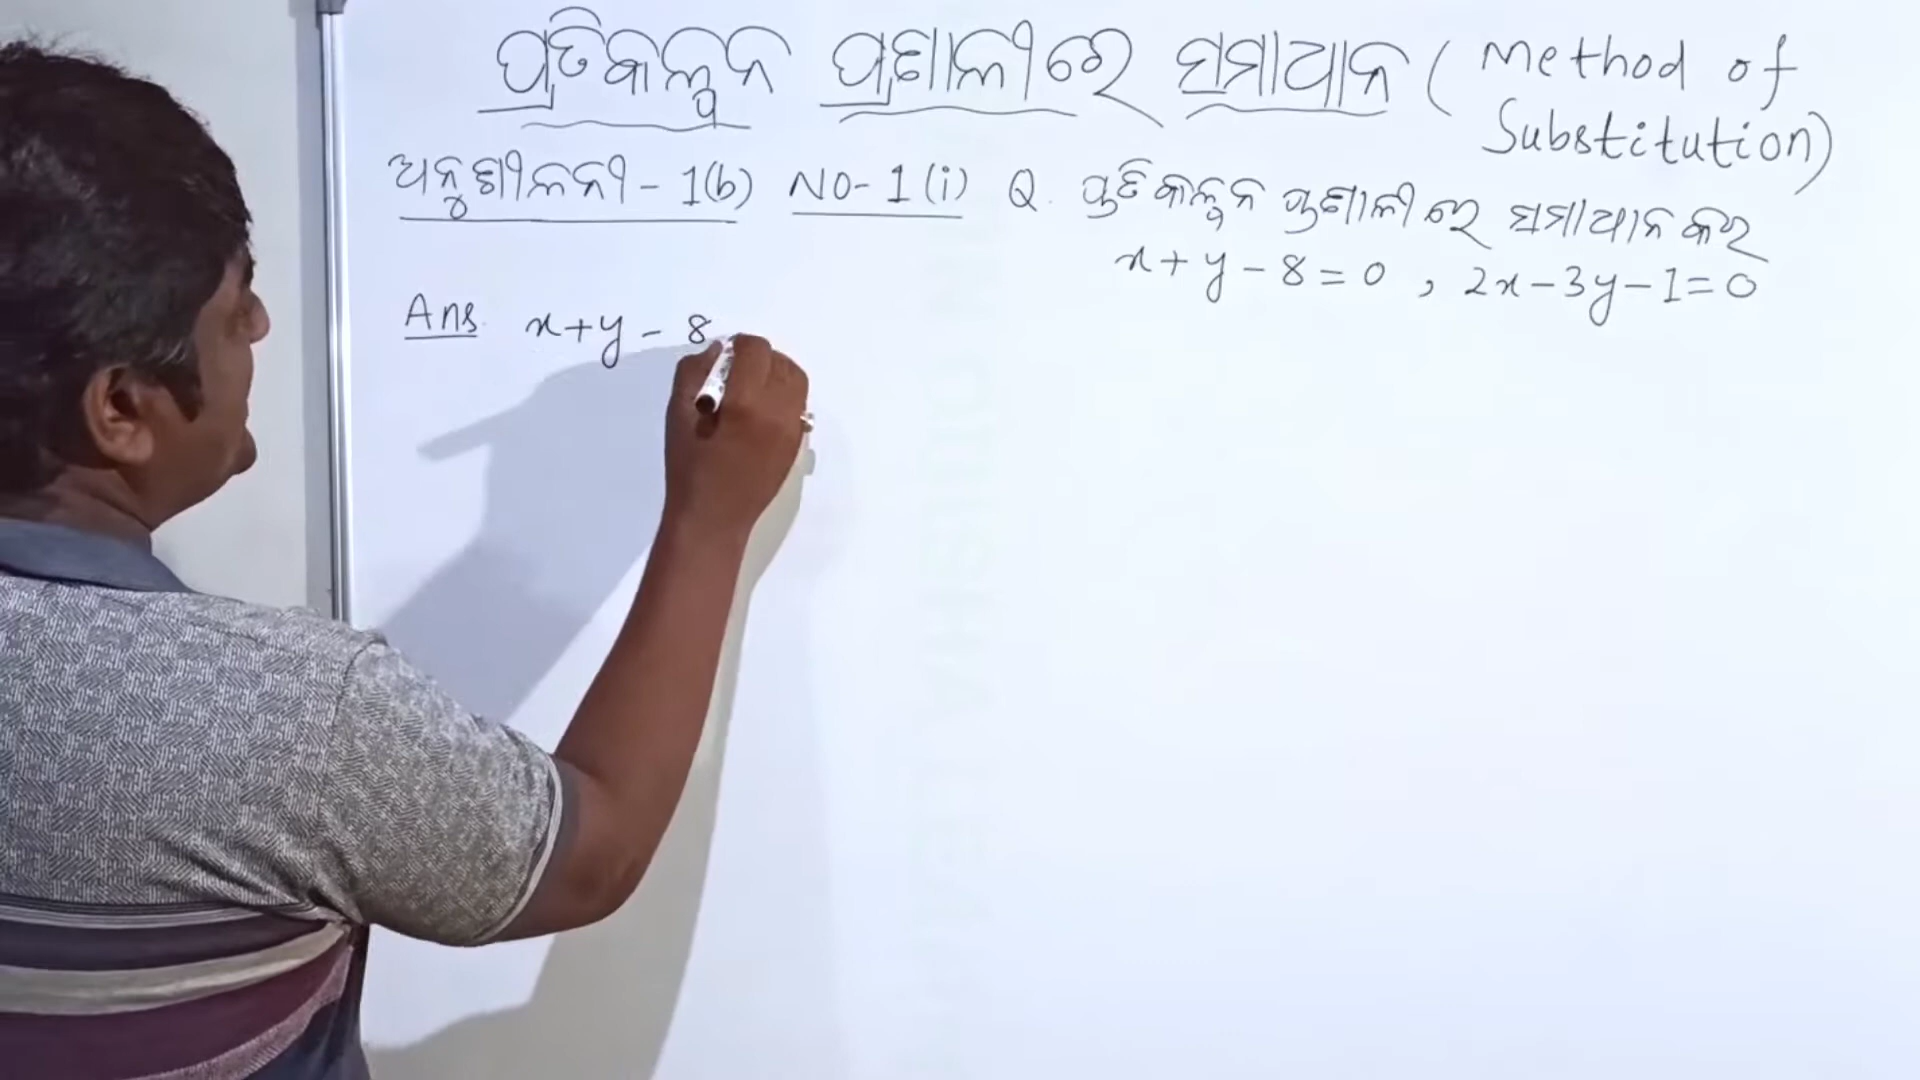 ପ୍ରତିକଳ୍ପନ ପ୍ରଣାଳୀରେ ସମାଧାନ ( Method of
Substitution)
ଅନୁଶୀଳନୀ - 1(b) NO- 1 (i) Q. ପ୍ରତିକଳ୍ପନ ପ୍ରଣାଳୀରେ ସମାଧାନ କର
x + y - 8 = 0 , 2x - 3y - 1 = 0
Ans. x + y - 8